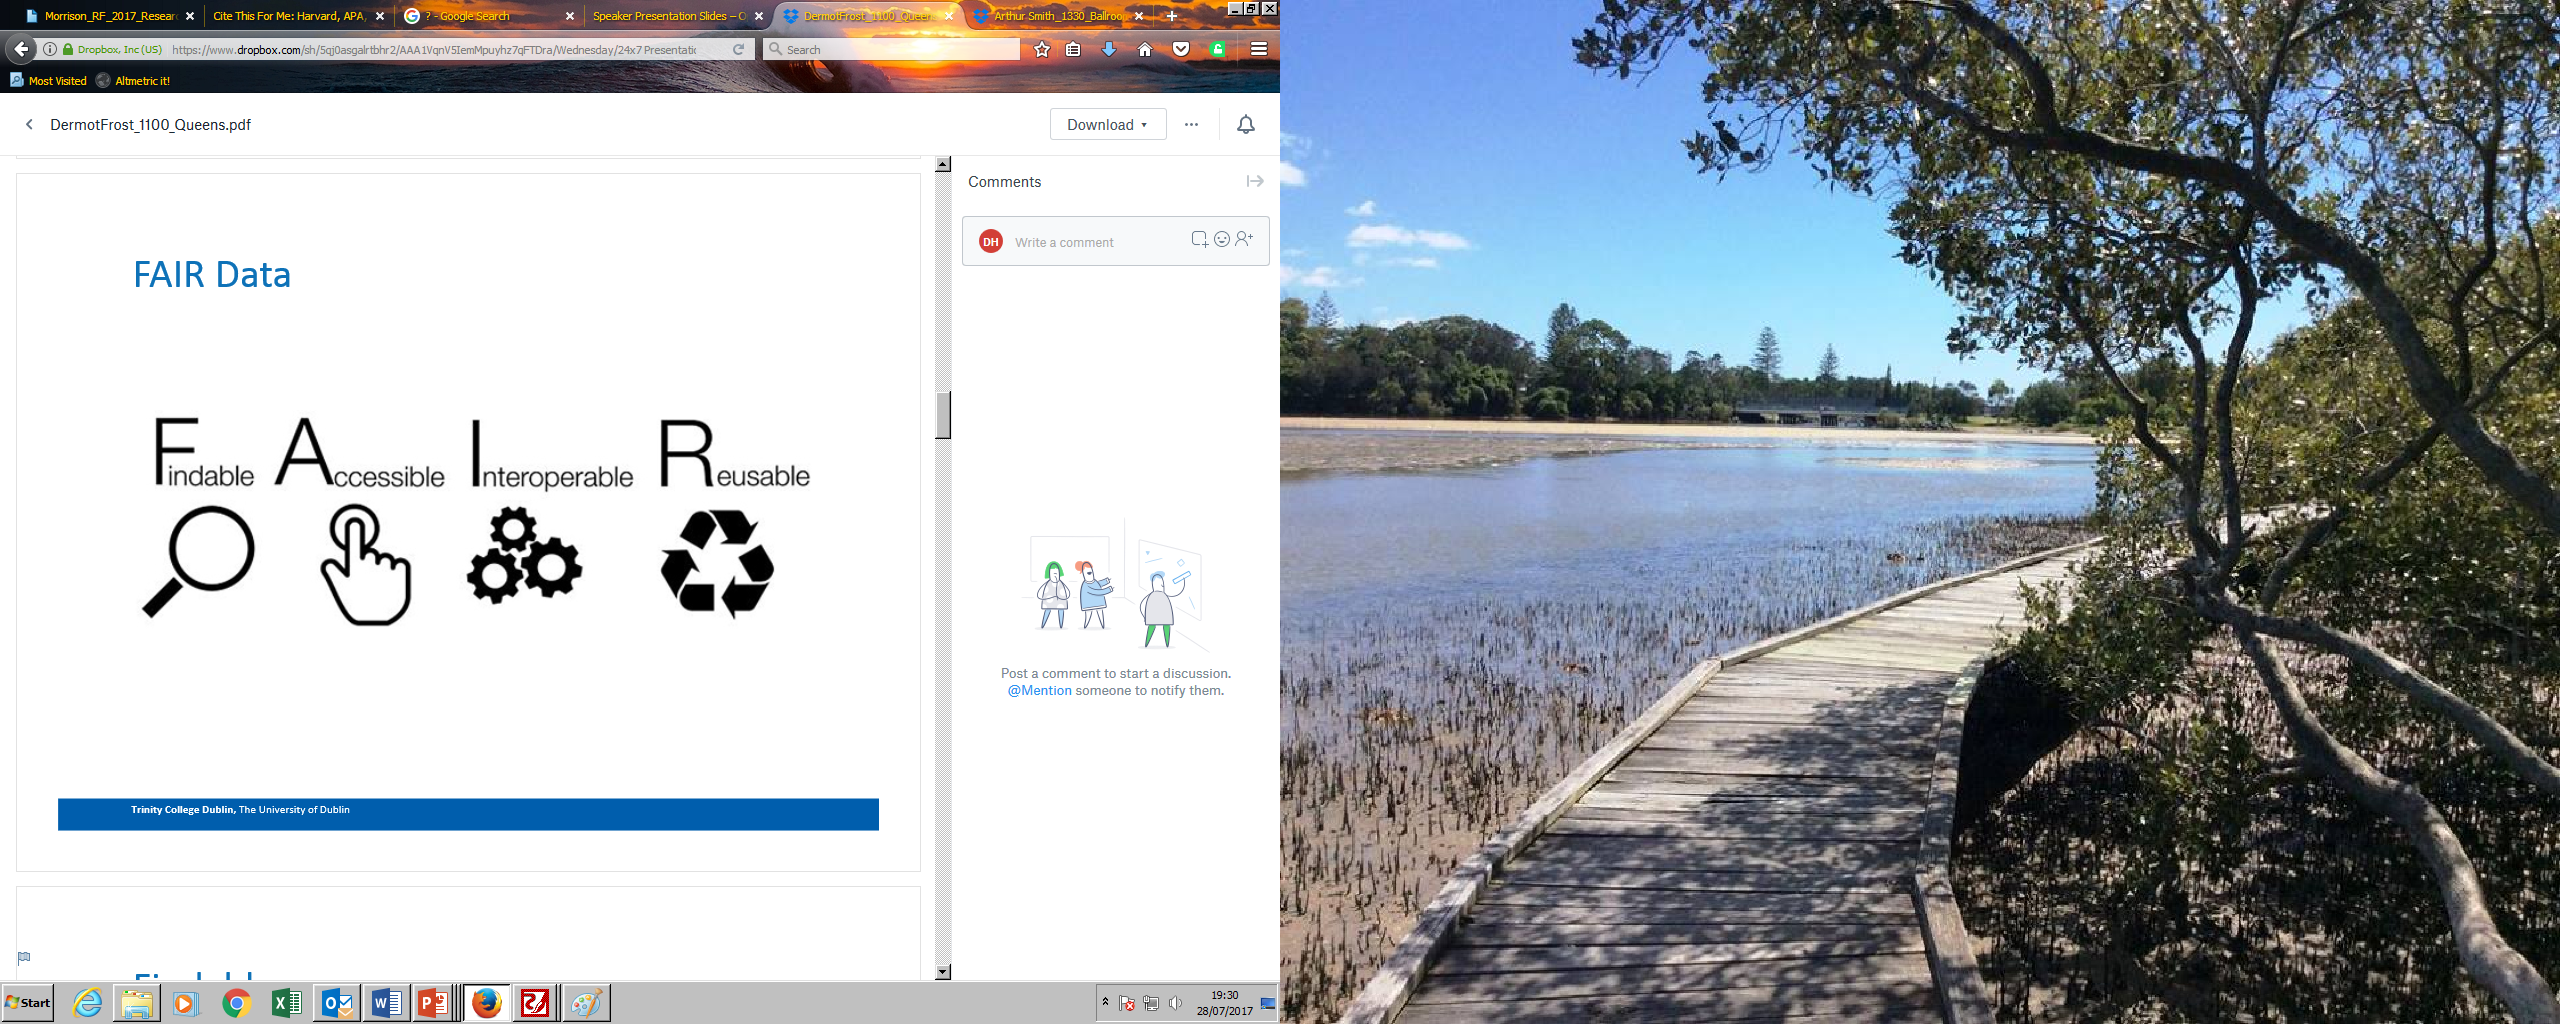 Morrison_RF_2017_Resear
Cite This For Me: Harvard, APA,
? - Google Search
Speaker Presentation Slides – O
DermotFrost_1100_Queens
Arthur Smith_1330_Ballroo
Dropbox, Inc (US)
https://www.dropbox.com/sh/5qj0asgalrtbhr2/AAA1VqnV5IemMpuyhz7qFTDra/Wednesday/24x7 Presentatic
Search
Most Visited
Altmetric it!
DermotFrost_1100_Queens.pdf
Download
Comments
DH
Write a comment
FAIR Data
Findable Accessible Interoperable Reusable
Post a comment to start a discussion.
@Mention someone to notify them.
Trinity College Dublin, The University of Dublin
Start
19:30
28/07/2017